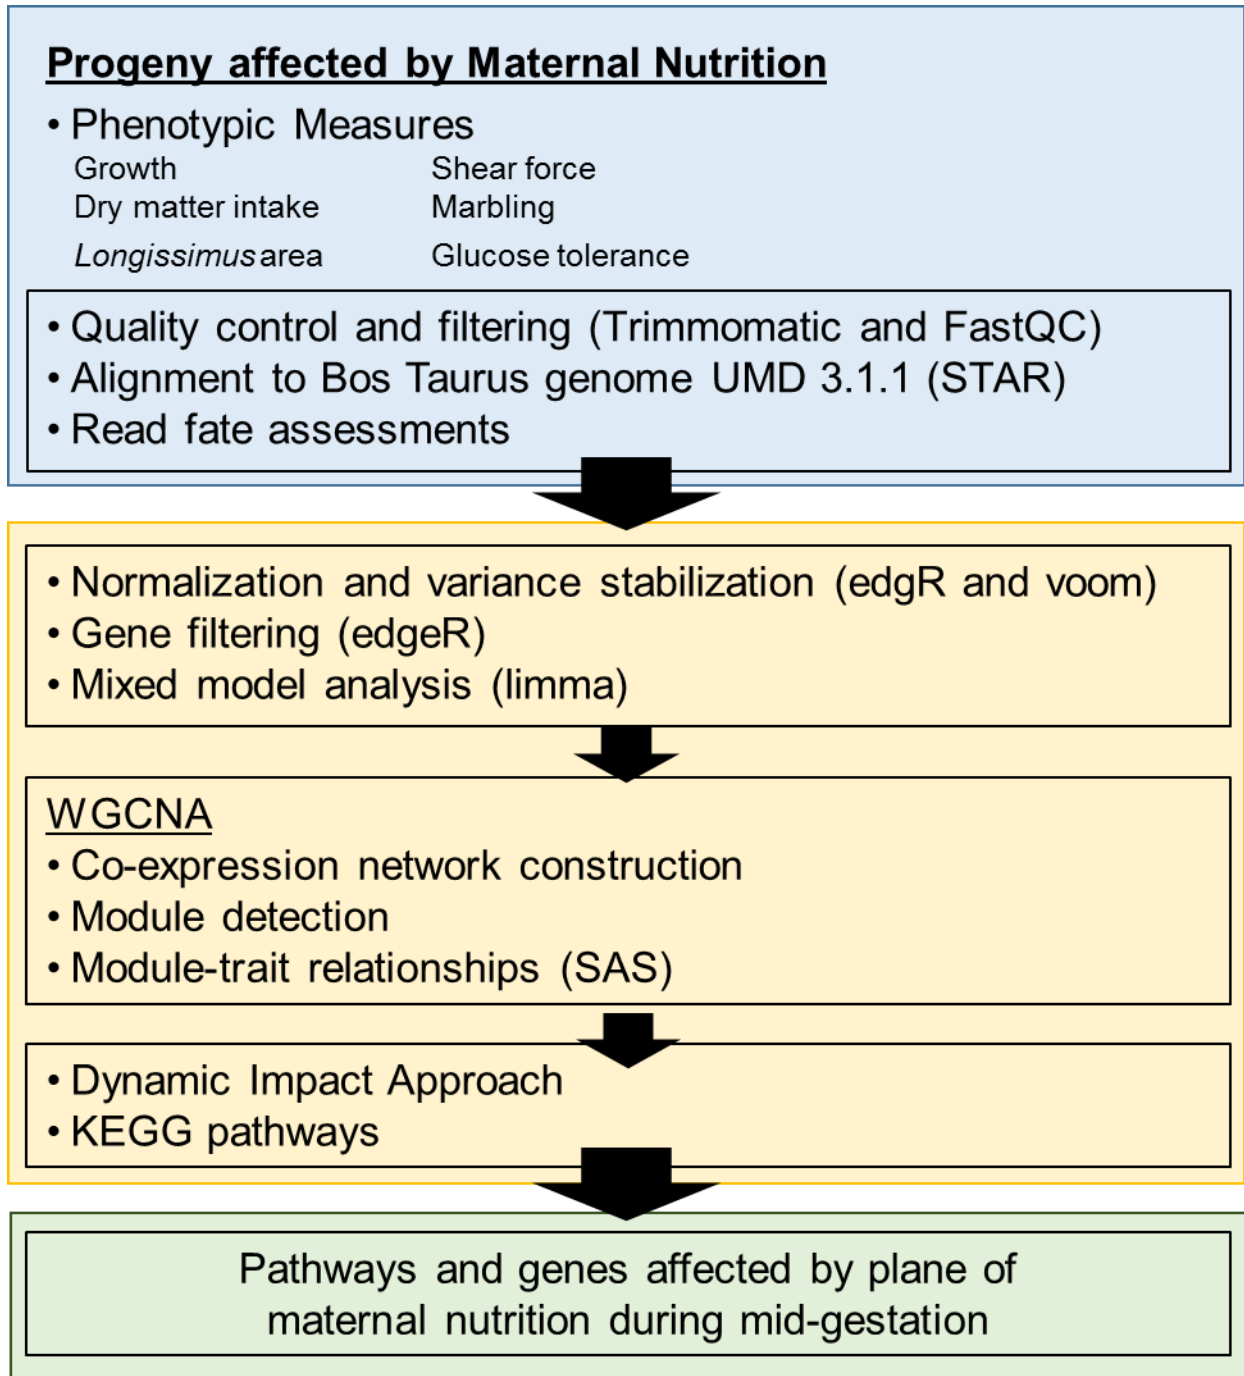 Progeny affected by Maternal Nutrition
• Phenotypic Measures
Growth Shear force
Dry matter intake Marbling
Longissimus area Glucose tolerance
• Quality control and filtering (Trimmomatic and FastQC)
• Alignment to Bos Taurus genome UMD 3.1.1 (STAR)
• Read fate assessments
• Normalization and variance stabilization (edgR and voom)
• Gene filtering (edgeR)
• Mixed model analysis (limma)
WGCNA
• Co-expression network construction
• Module detection
• Module-trait relationships (SAS)
• Dynamic Impact Approach
• KEGG pathways
Pathways and genes affected by plane of
maternal nutrition during mid-gestation